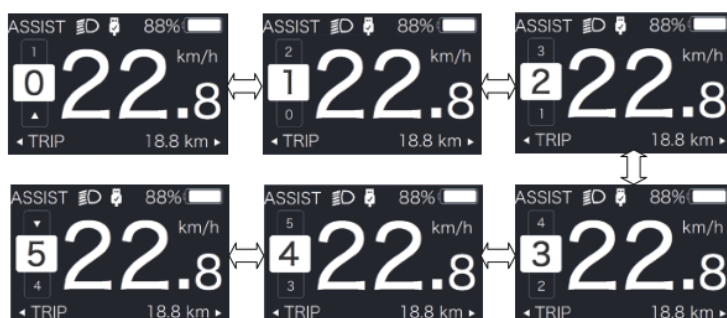 ASSIST 88%
1
0
▲
22.8 km/h
◂ TRIP 18.8 km ▸
ASSIST 88%
2
1
0
22.8 km/h
◂ TRIP 18.8 km ▸
ASSIST 88%
3
2
1
22.8 km/h
◂ TRIP 18.8 km ▸
ASSIST 88%
▼
5
4
22.8 km/h
◂ TRIP 18.8 km ▸
ASSIST 88%
5
4
3
22.8 km/h
◂ TRIP 18.8 km ▸
ASSIST 88%
4
3
2
22.8 km/h
◂ TRIP 18.8 km ▸